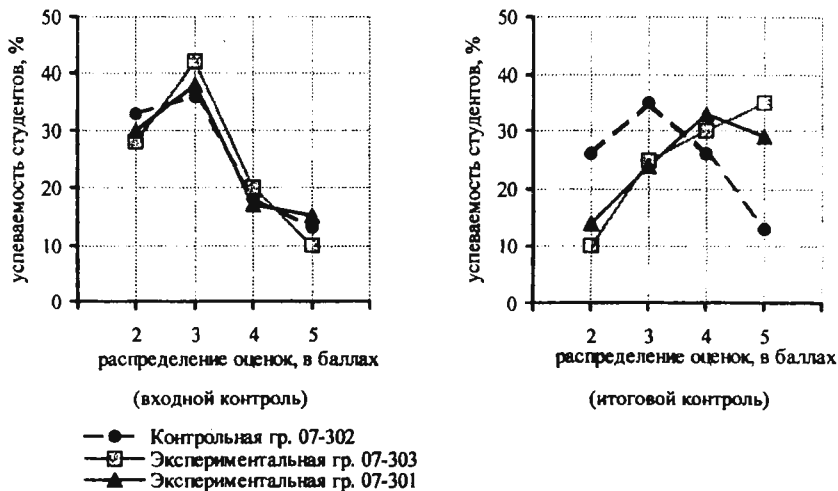 успеваемость студентов, %
50
40
30
20
10
0
2 3 4 5
распределение оценок, в баллах
(входной контроль)
успеваемость студентов, %
50
40
30
20
10
0
2 3 4 5
распределение оценок, в баллах
(итоговой контроль)
Контрольная гр. 07-302
Экспериментальная гр. 07-303
Экспериментальная гр. 07-301